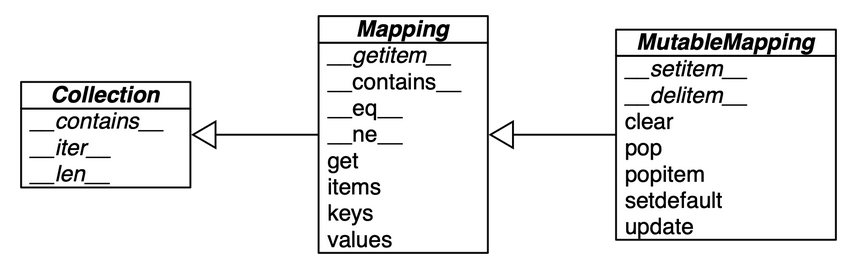 Collection
__contains__
__iter__
__len__
Mapping
__getitem__
__contains__
__eq__
__ne__
get
items
keys
values
MutableMapping
__setitem__
__delitem__
clear
pop
popitem
setdefault
update